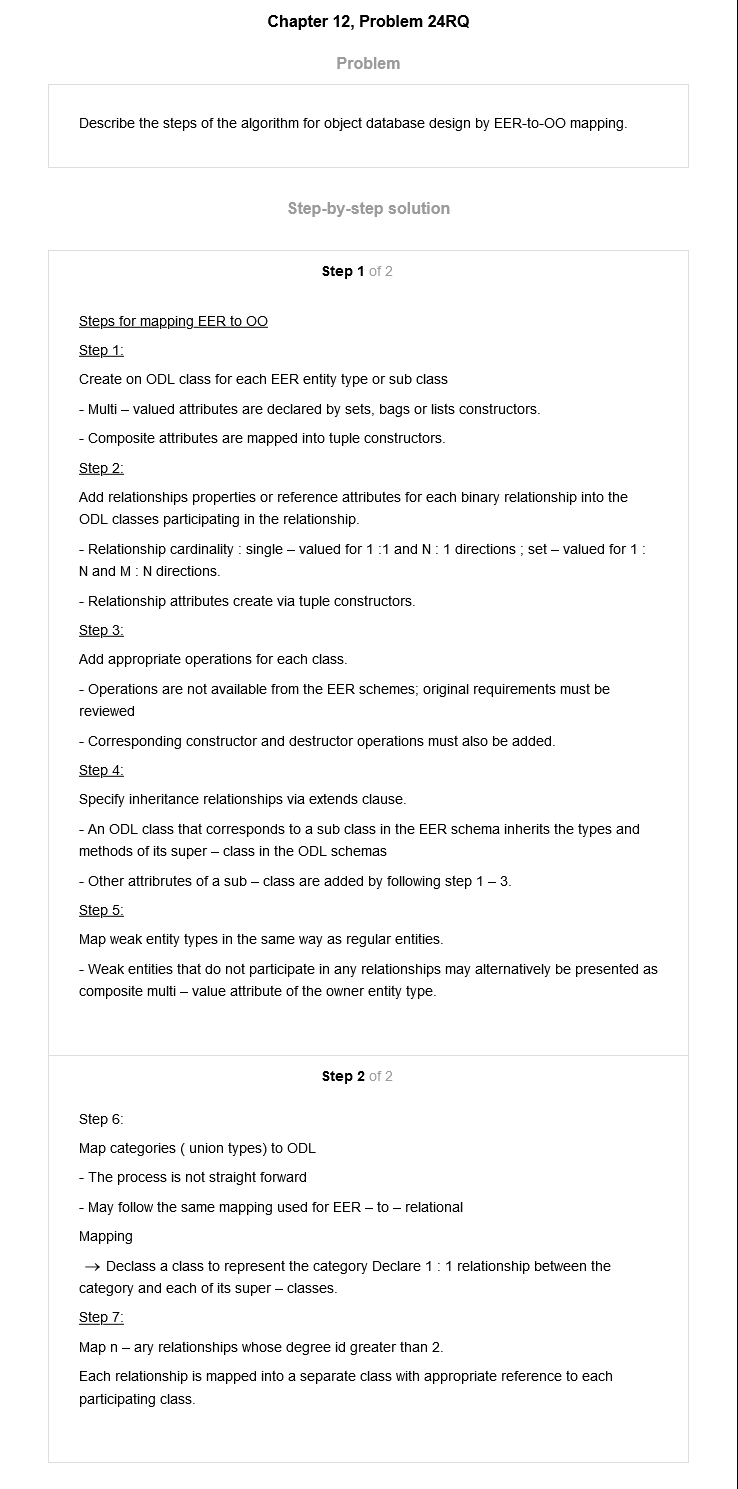 Chapter 12, Problem 24RQ
Problem
Describe the steps of the algorithm for object database design by EER-to-OO mapping.
Step-by-step solution
Step 1 of 2
Steps for mapping EER to OO
Step 1:
Create on ODL class for each EER entity type or sub class
- Multi – valued attributes are declared by sets, bags or lists constructors.
- Composite attributes are mapped into tuple constructors.
Step 2:
Add relationships properties or reference attributes for each binary relationship into the
ODL classes participating in the relationship.
- Relationship cardinality : single – valued for 1 :1 and N : 1 directions ; set – valued for 1 :
N and M : N directions.
- Relationship attributes create via tuple constructors.
Step 3:
Add appropriate operations for each class.
- Operations are not available from the EER schemes; original requirements must be
reviewed
- Corresponding constructor and destructor operations must also be added.
Step 4:
Specify inheritance relationships via extends clause.
- An ODL class that corresponds to a sub class in the EER schema inherits the types and
methods of its super – class in the ODL schemas
- Other attribrutes of a sub – class are added by following step 1 – 3.
Step 5:
Map weak entity types in the same way as regular entities.
- Weak entities that do not participate in any relationships may alternatively be presented as
composite multi – value attribute of the owner entity type.
Step 2 of 2
Step 6:
Map categories ( union types) to ODL
- The process is not straight forward
- May follow the same mapping used for EER – to – relational
Mapping
→ Declass a class to represent the category Declare 1 : 1 relationship between the
category and each of its super – classes.
Step 7:
Map n – ary relationships whose degree id greater than 2.
Each relationship is mapped into a separate class with appropriate reference to each
participating class.